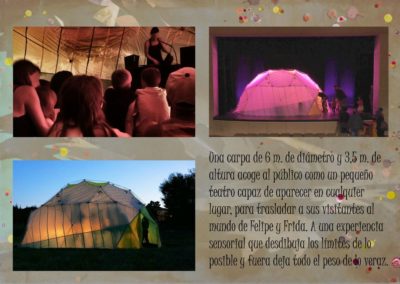 Una carpa de 6 m. de diámetro y 3,5 m. de
altura acoge al público como un pequeño
teatro capaz de aparecer en cualquier
lugar, para trasladar a sus visitantes al
mundo de Felipe y Frida. A una experiencia
sensorial que desdibuja los límites de lo
posible y fuera deja todo el peso de lo veraz.